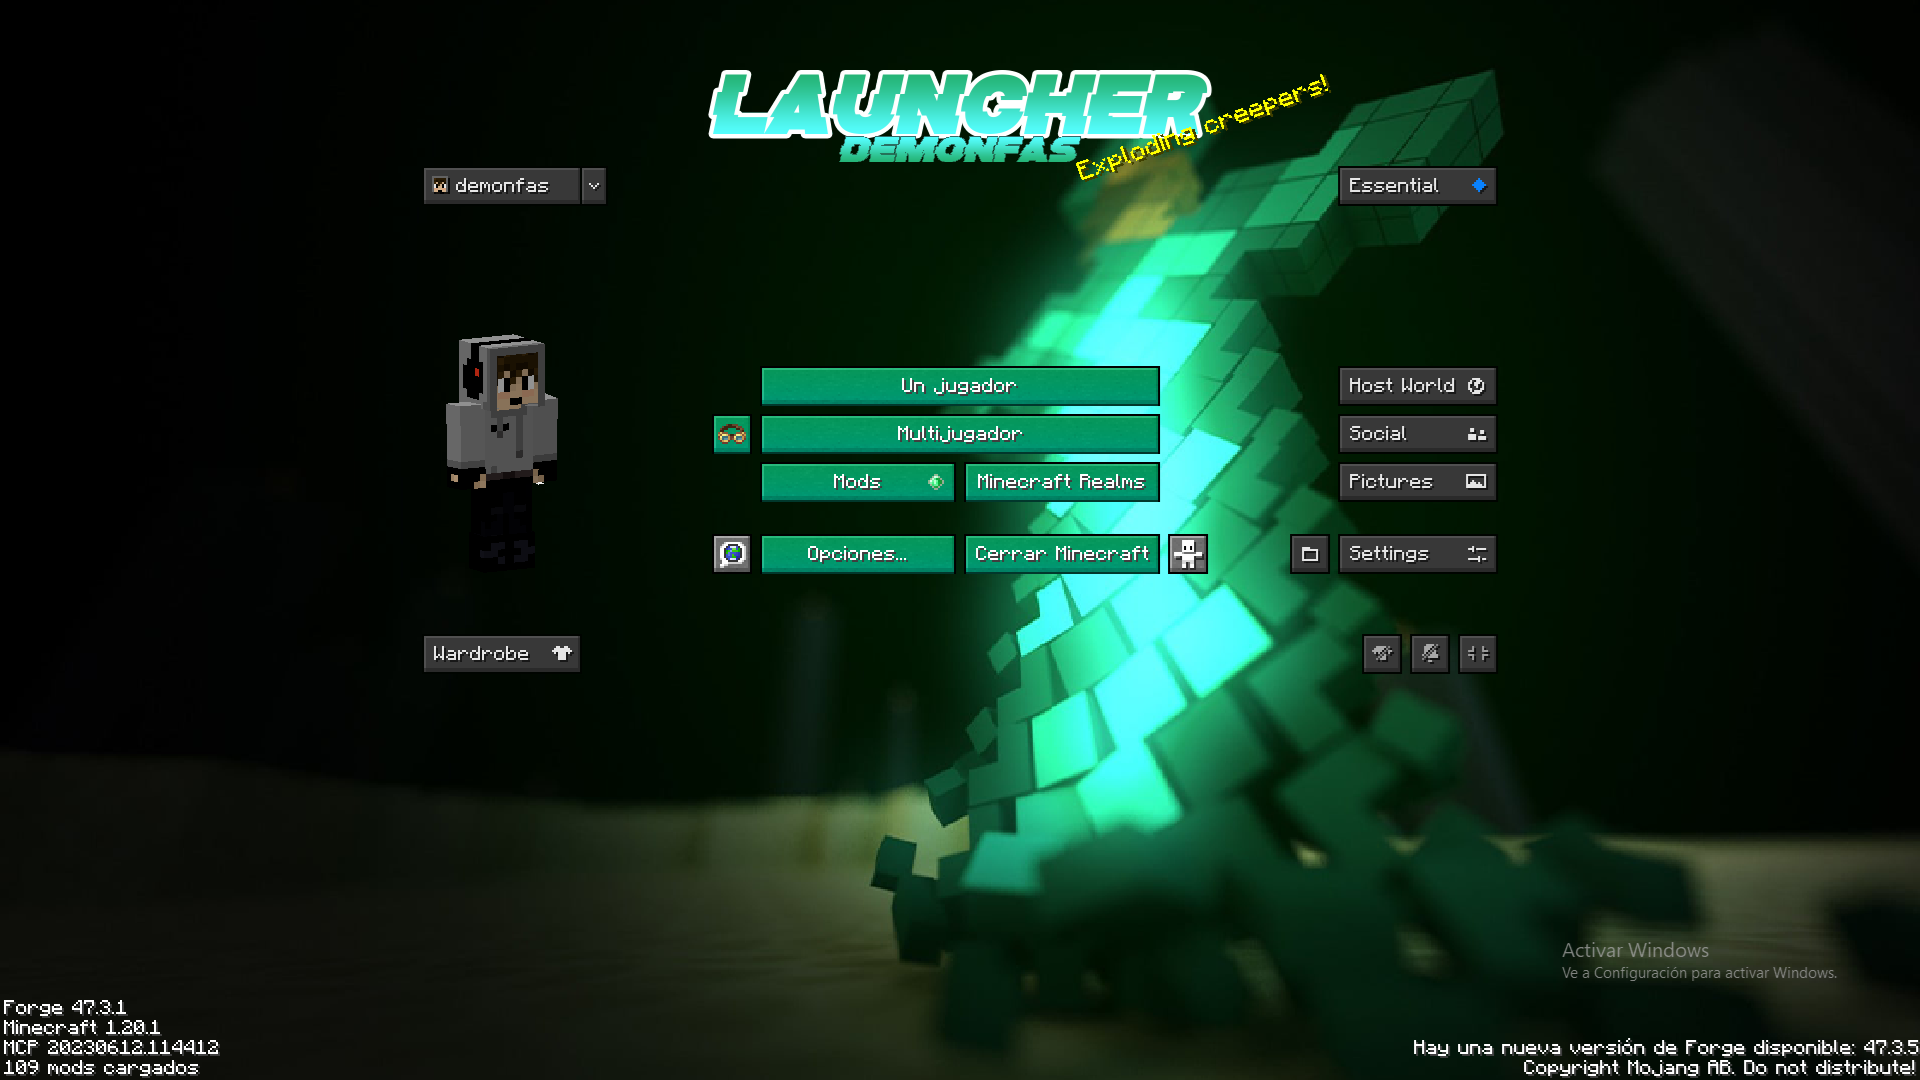 LAUNCHER
DEMONFAS
Exploding creepers!
demonfas
Essential
Un jugador
Host World
Multijugador
Social
Mods
Minecraft Realms
Pictures
Opciones...
Cerrar Minecraft
Settings
Wardrobe
Activar Windows
Ve a Configuración para activar Windows.
Forge 47.3.1
Minecraft 1.20.1
MCP 20230612.114412
109 mods cargados
Hay una nueva versión de Forge disponible: 47.3.5
Copyright Mojang AB. Do not distribute!